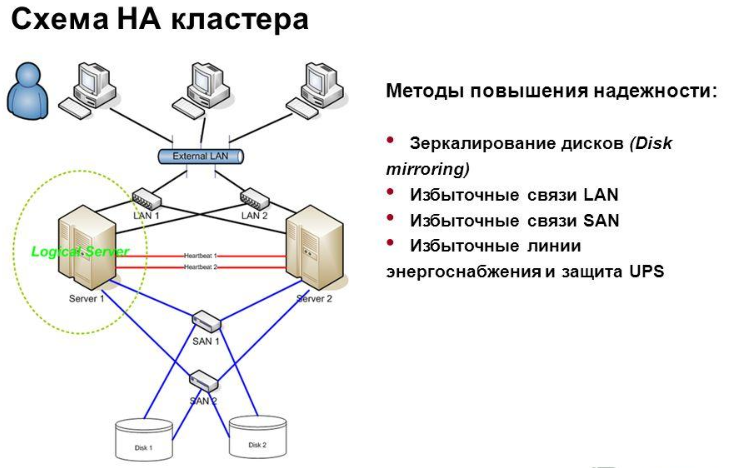 Схема НА кластера
External LAN
LAN 1
LAN 2
Logical Server
Heartbeat 1
Heartbeat 2
Server 1
Server 2
SAN 1
SAN 2
Disk 1
Disk 2
Методы повышения надежности:
• Зеркалирование дисков (Disk
mirroring)
• Избыточные связи LAN
• Избыточные связи SAN
• Избыточные линии
энергоснабжения и защита UPS